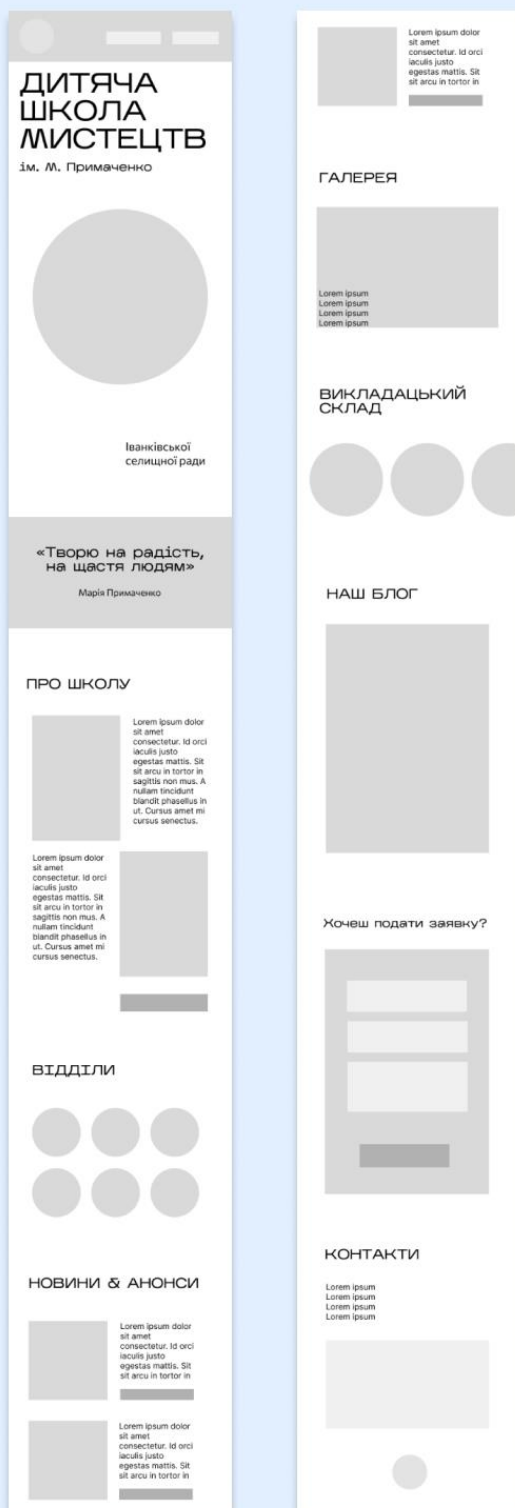 ДИТЯЧА
ШКОЛА
МИСТЕЦТВ
ім. М. Примаченко
Іванківської
селищної ради
«Творю на радість,
на щастя людям»
Марія Примаченко
ПРО ШКОЛУ
Lorem ipsum dolor
sit amet
consectetur. Id orci
iaculis justo
egestas mattis. Sit
sit arcu in tortor in
sagittis non mus. A
nullam tincidunt
blandit phasellus in
ut. Cursus amet mi
cursus senectus.
Lorem ipsum dolor
sit amet
consectetur. Id orci
iaculis justo
egestas mattis. Sit
sit arcu in tortor in
sagittis non mus. A
nullam tincidunt
blandit phasellus in
ut. Cursus amet mi
cursus senectus.
ВІДДІЛИ
НОВИНИ & АНОНСИ
Lorem ipsum dolor
sit amet
consectetur. Id orci
iaculis justo
egestas mattis. Sit
sit arcu in tortor in
Lorem ipsum dolor
sit amet
consectetur. Id orci
iaculis justo
egestas mattis. Sit
sit arcu in tortor in
Lorem ipsum dolor
sit amet
consectetur. Id orci
iaculis justo
egestas mattis. Sit
sit arcu in tortor in
ГАЛЕРЕЯ
Lorem ipsum
Lorem ipsum
Lorem ipsum
Lorem ipsum
ВИКЛАДАЦЬКИЙ
СКЛАД
НАШ БЛОГ
Хочеш подати заявку?
КОНТАКТИ
Lorem ipsum
Lorem ipsum
Lorem ipsum
Lorem ipsum